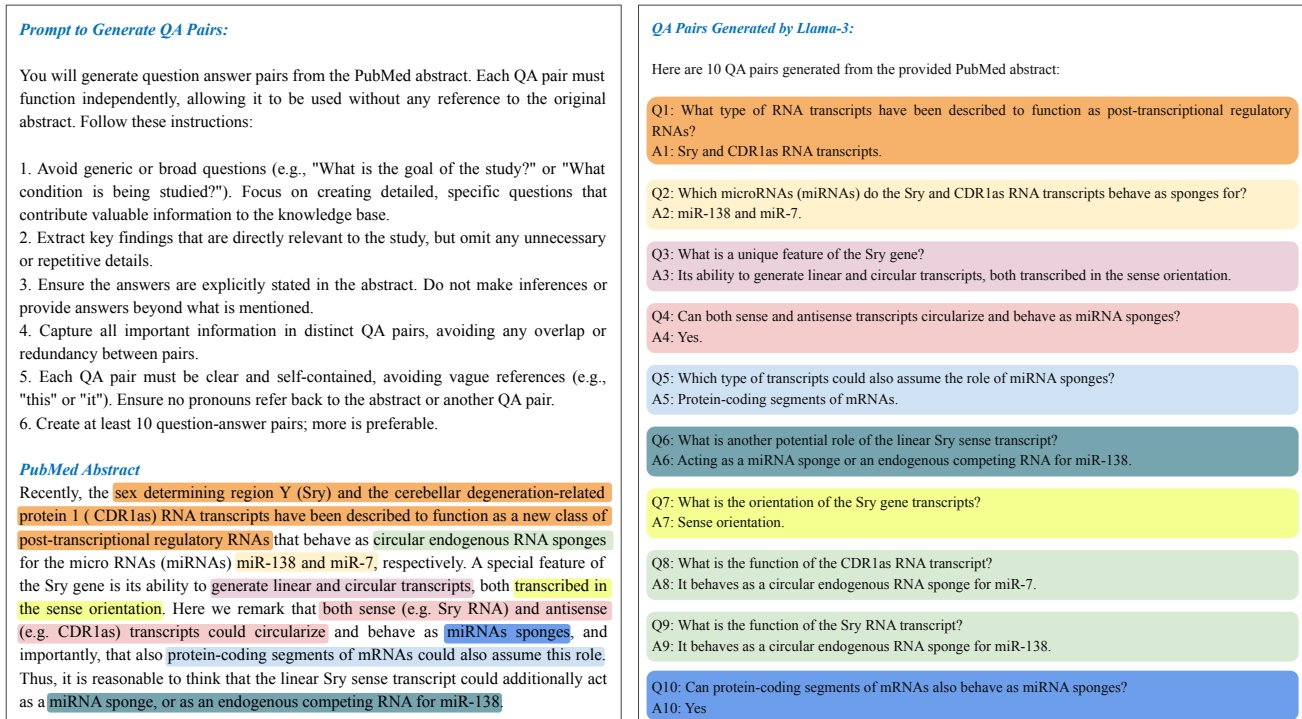 Prompt to Generate QA Pairs:
You will generate question answer pairs from the PubMed abstract. Each QA pair must
function independently, allowing it to be used without any reference to the original
abstract. Follow these instructions:
1. Avoid generic or broad questions (e.g., "What is the goal of the study?" or "What
condition is being studied?"). Focus on creating detailed, specific questions that
contribute valuable information to the knowledge base.
2. Extract key findings that are directly relevant to the study, but omit any unnecessary
or repetitive details.
3. Ensure the answers are explicitly stated in the abstract. Do not make inferences or
provide answers beyond what is mentioned.
4. Capture all important information in distinct QA pairs, avoiding any overlap or
redundancy between pairs.
5. Each QA pair must be clear and self-contained, avoiding vague references (e.g.,
"this" or "it"). Ensure no pronouns refer back to the abstract or another QA pair.
6. Create at least 10 question-answer pairs; more is preferable.
PubMed Abstract
Recently, the sex determining region Y (Sry) and the cerebellar degeneration-related
protein 1 ( CDR1as) RNA transcripts have been described to function as a new class of
post-transcriptional regulatory RNAs that behave as circular endogenous RNA sponges
for the micro RNAs (miRNAs) miR-138 and miR-7, respectively. A special feature of
the Sry gene is its ability to generate linear and circular transcripts, both transcribed in
the sense orientation. Here we remark that both sense (e.g. Sry RNA) and antisense
(e.g. CDR1as) transcripts could circularize and behave as miRNAs sponges, and
importantly, that also protein-coding segments of mRNAs could also assume this role.
Thus, it is reasonable to think that the linear Sry sense transcript could additionally act
as a miRNA sponge, or as an endogenous competing RNA for miR-138.
QA Pairs Generated by Llama-3:
Here are 10 QA pairs generated from the provided PubMed abstract:
Q1: What type of RNA transcripts have been described to function as post-transcriptional regulatory
RNAs?
A1: Sry and CDR1as RNA transcripts.
Q2: Which microRNAs (miRNAs) do the Sry and CDR1as RNA transcripts behave as sponges for?
A2: miR-138 and miR-7.
Q3: What is a unique feature of the Sry gene?
A3: Its ability to generate linear and circular transcripts, both transcribed in the sense orientation.
Q4: Can both sense and antisense transcripts circularize and behave as miRNA sponges?
A4: Yes.
Q5: Which type of transcripts could also assume the role of miRNA sponges?
A5: Protein-coding segments of mRNAs.
Q6: What is another potential role of the linear Sry sense transcript?
A6: Acting as a miRNA sponge or an endogenous competing RNA for miR-138.
Q7: What is the orientation of the Sry gene transcripts?
A7: Sense orientation.
Q8: What is the function of the CDR1as RNA transcript?
A8: It behaves as a circular endogenous RNA sponge for miR-7.
Q9: What is the function of the Sry RNA transcript?
A9: It behaves as a circular endogenous RNA sponge for miR-138.
Q10: Can protein-coding segments of mRNAs also behave as miRNA sponges?
A10: Yes